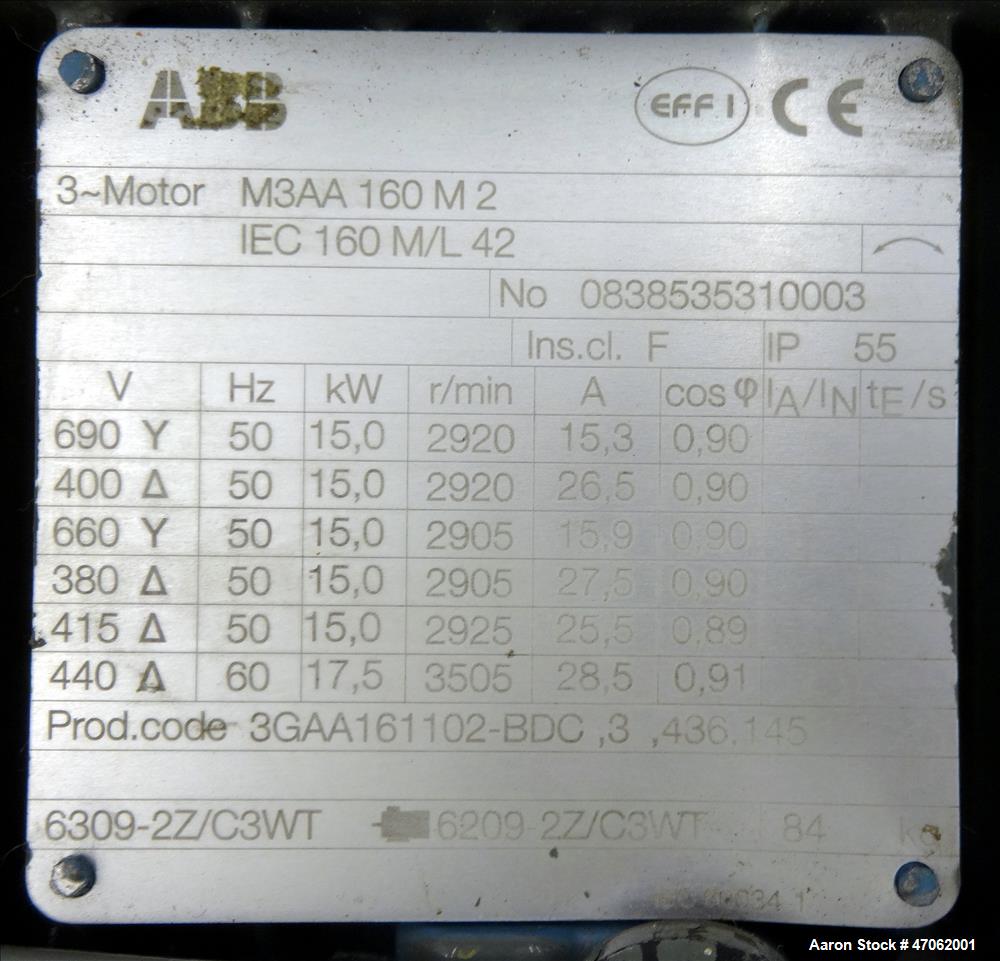 ABB EFF 1 CE
3~Motor M3AA 160 M 2
IEC 160 M/L 42
No 0838535310003
Ins.cl. F IP 55
V Hz kW r/min A cos φ IA/IN tE/s
690 Y 50 15,0 2920 15,3 0,90
400 Δ 50 15,0 2920 26,5 0,90
660 Y 50 15,0 2905 15,9 0,90
380 Δ 50 15,0 2905 27,5 0,90
415 Δ 50 15,0 2925 25,5 0,89
440 Δ 60 17,5 3505 28,5 0,91
Prod.code 3GAA161102-BDC ,3 ,436.145
6309-2Z/C3WT 6209-2Z/C3WT 84 kg
60034 1
Aaron Stock # 47062001